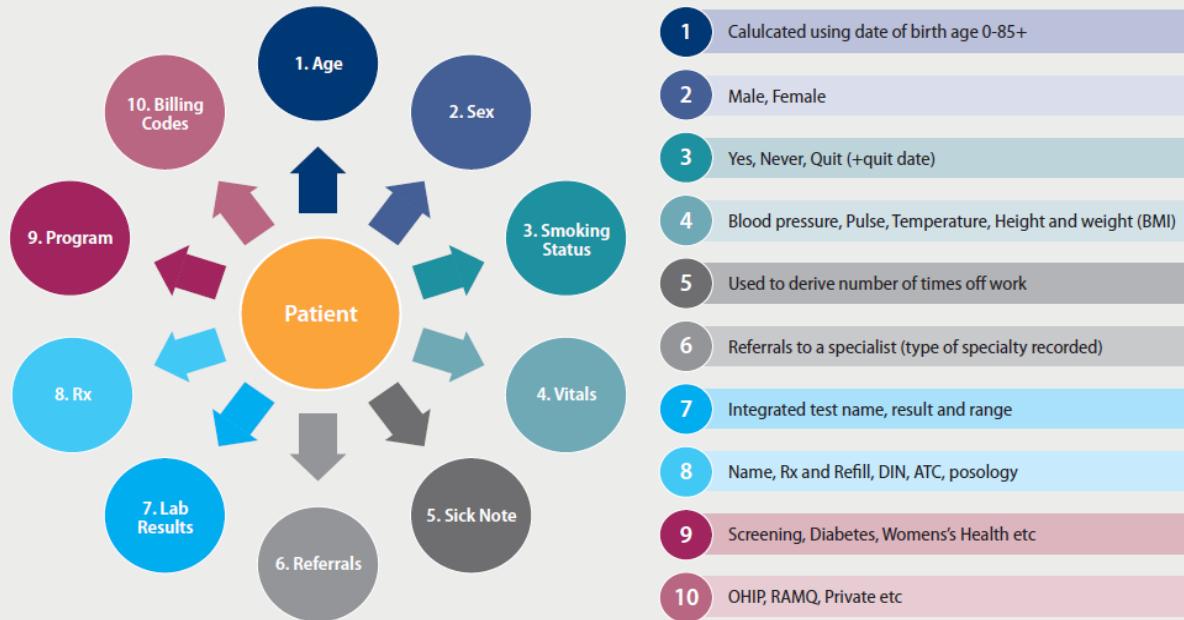 1. Age
2. Sex
3. Smoking
Status
4. Vitals
5. Sick Note
6. Referrals
7. Lab
Results
8. Rx
9. Program
10. Billing
Codes
Patient
1 Calulcated using date of birth age 0-85+
2 Male, Female
3 Yes, Never, Quit (+quit date)
4 Blood pressure, Pulse, Temperature, Height and weight (BMI)
5 Used to derive number of times off work
6 Referrals to a specialist (type of specialty recorded)
7 Integrated test name, result and range
8 Name, Rx and Refill, DIN, ATC, posology
9 Screening, Diabetes, Womens's Health etc
10 OHIP, RAMQ, Private etc